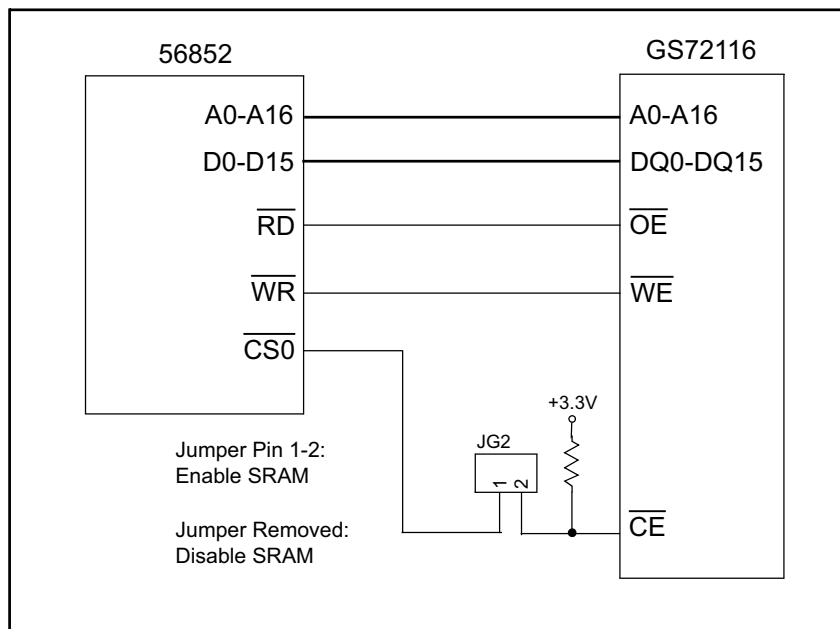 56852
GS72116
A0-A16
A0-A16
D0-D15
DQ0-DQ15
RD
OE
WR
WE
CS0
+3.3V
Jumper Pin 1-2:
Enable SRAM
JG2
1
2
Jumper Removed:
Disable SRAM
CE